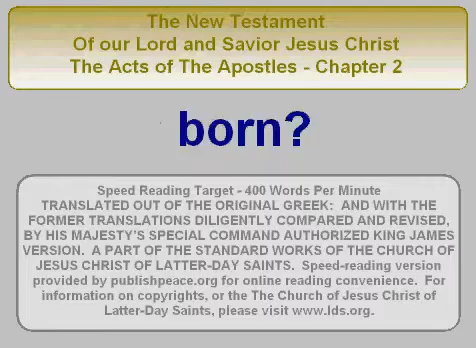 The New Testament
Of our Lord and Savior Jesus Christ
The Acts of The Apostles - Chapter 2
born?
Speed Reading Target - 400 Words Per Minute
TRANSLATED OUT OF THE ORIGINAL GREEK:  AND WITH THE
FORMER TRANSLATIONS DILIGENTLY COMPARED AND REVISED,
BY HIS MAJESTY'S SPECIAL COMMAND AUTHORIZED KING JAMES
VERSION.  A PART OF THE STANDARD WORKS OF THE CHURCH OF
JESUS CHRIST OF LATTER-DAY SAINTS.  Speed-reading version
provided by publishpeace.org for online reading convenience.  For
information on copyrights, or the The Church of Jesus Christ of
Latter-Day Saints, please visit www.lds.org.